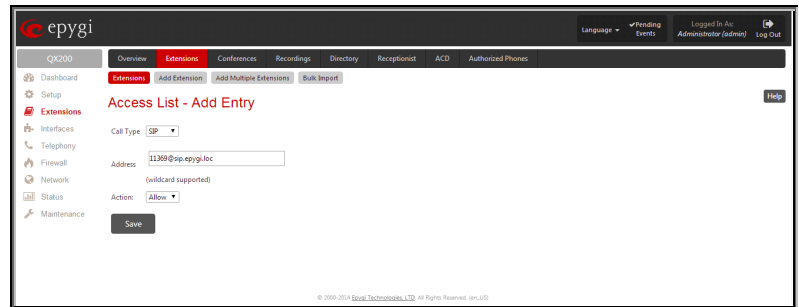 epygi
Language
Pending Events
Logged In As:
Administrator (admin)
Log Out
QX200
Overview Extensions Conferences Recordings Directory Receptionist ACD Authorized Phones
Dashboard
Setup
Extensions
Interfaces
Telephony
Firewall
Network
Status
Maintenance
Extensions Add Extension Add Multiple Extensions Bulk Import
Help
Access List - Add Entry
Call Type SIP
Address 11369@sip.epygi.loc
(wildcard supported)
Action: Allow
Save
© 2000-2014 Epygi Technologies, LTD. All Rights Reserved. (en_US)